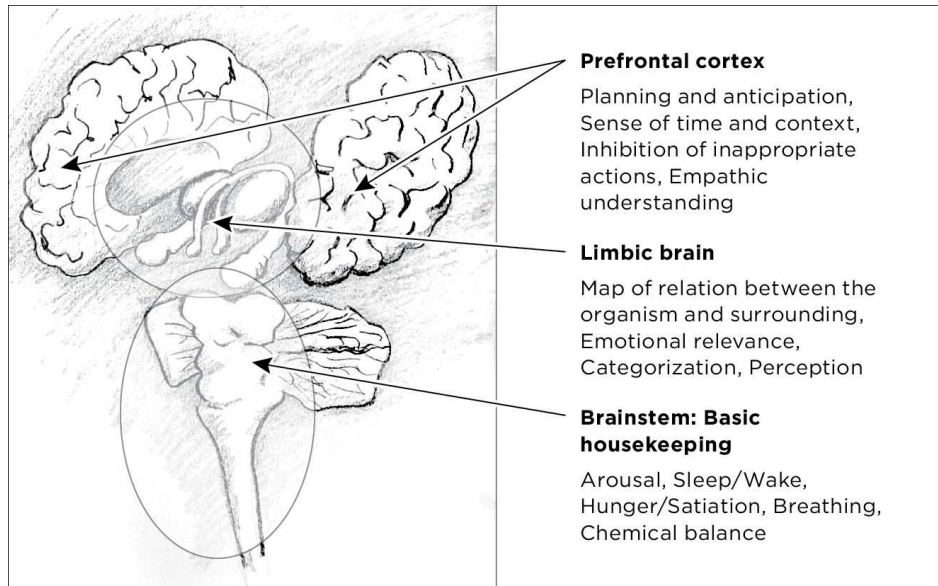 Prefrontal cortex
Planning and anticipation,
Sense of time and context,
Inhibition of inappropriate
actions, Empathic
understanding
Limbic brain
Map of relation between the
organism and surrounding,
Emotional relevance,
Categorization, Perception
Brainstem: Basic
housekeeping
Arousal, Sleep/Wake,
Hunger/Satiation, Breathing,
Chemical balance